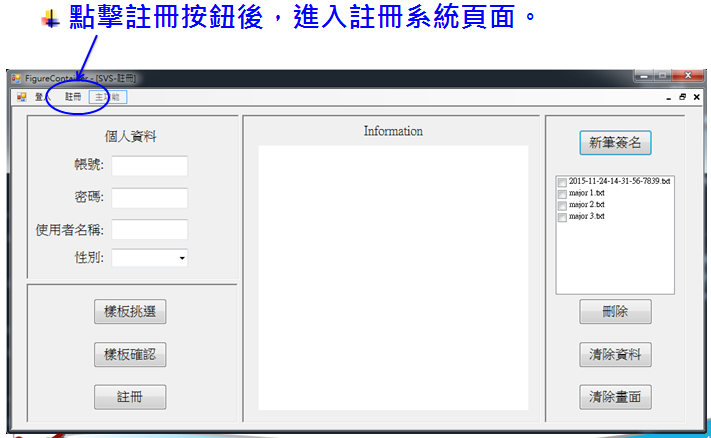 點擊註冊按鈕後，進入註冊系統頁面。
FigureContainer - [SVS-註冊]
登入 註冊 主功能
個人資料
帳號:
密碼:
使用者名稱:
性別:
樣板挑選
樣板確認
註冊
Information
新筆簽名
2015-11-24-14-31-56-7839.txt
major 1.txt
major 2.txt
major 3.txt
刪除
清除資料
清除畫面